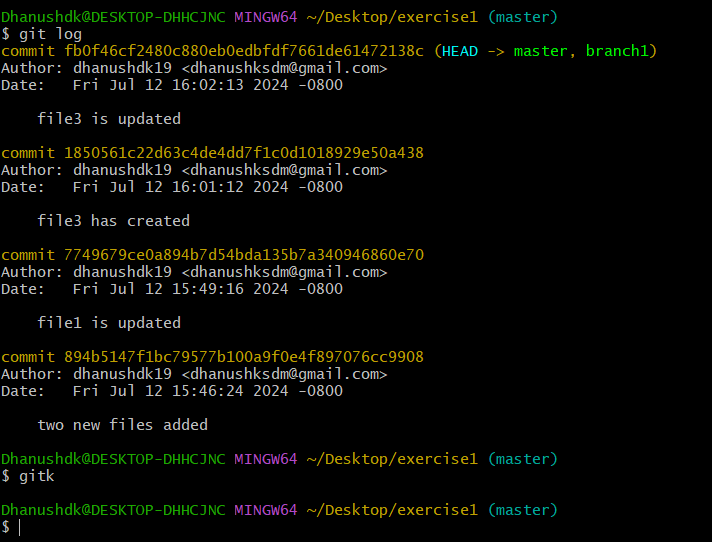 Dhanushdk@DESKTOP-DHHCJNC MINGW64 ~/Desktop/exercise1 (master)
$ git log
commit fb0f46cf2480c880eb0edbfdf7661de61472138c (HEAD -> master, branch1)
Author: dhanushdk19 <dhanushksdm@gmail.com>
Date:   Fri Jul 12 16:02:13 2024 -0800

    file3 is updated

commit 1850561c22d63c4de4dd7f1c0d1018929e50a438
Author: dhanushdk19 <dhanushksdm@gmail.com>
Date:   Fri Jul 12 16:01:12 2024 -0800

    file3 has created

commit 7749679ce0a894b7d54bda135b7a340946860e70
Author: dhanushdk19 <dhanushksdm@gmail.com>
Date:   Fri Jul 12 15:49:16 2024 -0800

    file1 is updated

commit 894b5147f1bc79577b100a9f0e4f897076cc9908
Author: dhanushdk19 <dhanushksdm@gmail.com>
Date:   Fri Jul 12 15:46:24 2024 -0800

    two new files added

Dhanushdk@DESKTOP-DHHCJNC MINGW64 ~/Desktop/exercise1 (master)
$ gitk

Dhanushdk@DESKTOP-DHHCJNC MINGW64 ~/Desktop/exercise1 (master)
$